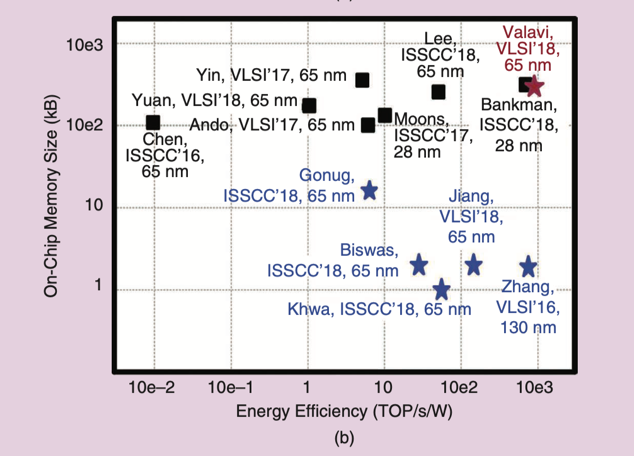 10e3
10e2
10
1
On-Chip Memory Size (kB)
Lee,
ISSCC'18,
65 nm
Valavi,
VLSI'18,
65 nm
Yin, VLSI'17, 65 nm
Yuan, VLSI'18, 65 nm
Ando, VLSI'17, 65 nm
Chen,
ISSCC'16,
65 nm
Moons,
ISSCC'17,
28 nm
Bankman,
ISSCC'18,
28 nm
Gonug,
ISSCC'18, 65 nm
Jiang,
VLSI'18,
65 nm
Biswas,
ISSCC'18, 65 nm
Khwa, ISSCC'18, 65 nm
Zhang,
VLSI'16,
130 nm
10e–2 10e–1 1 10 10e2 10e3
Energy Efficiency (TOP/s/W)
(b)